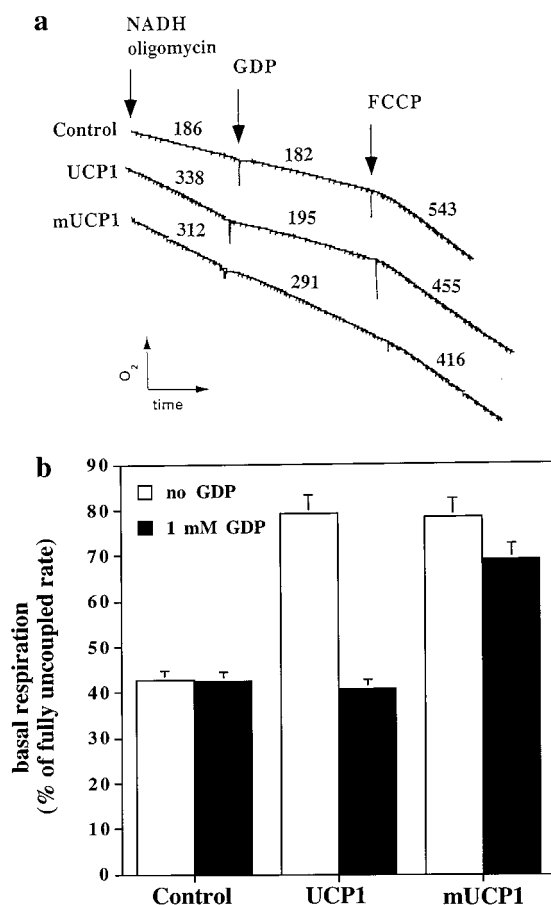 a
NADH
oligomycin
GDP
FCCP
Control
186
182
543
UCP1
338
195
455
mUCP1
312
291
416
O2
time
b
90
80
70
60
50
40
30
20
10
0
no GDP
1 mM GDP
basal respiration
(% of fully uncoupled rate)
Control
UCP1
mUCP1